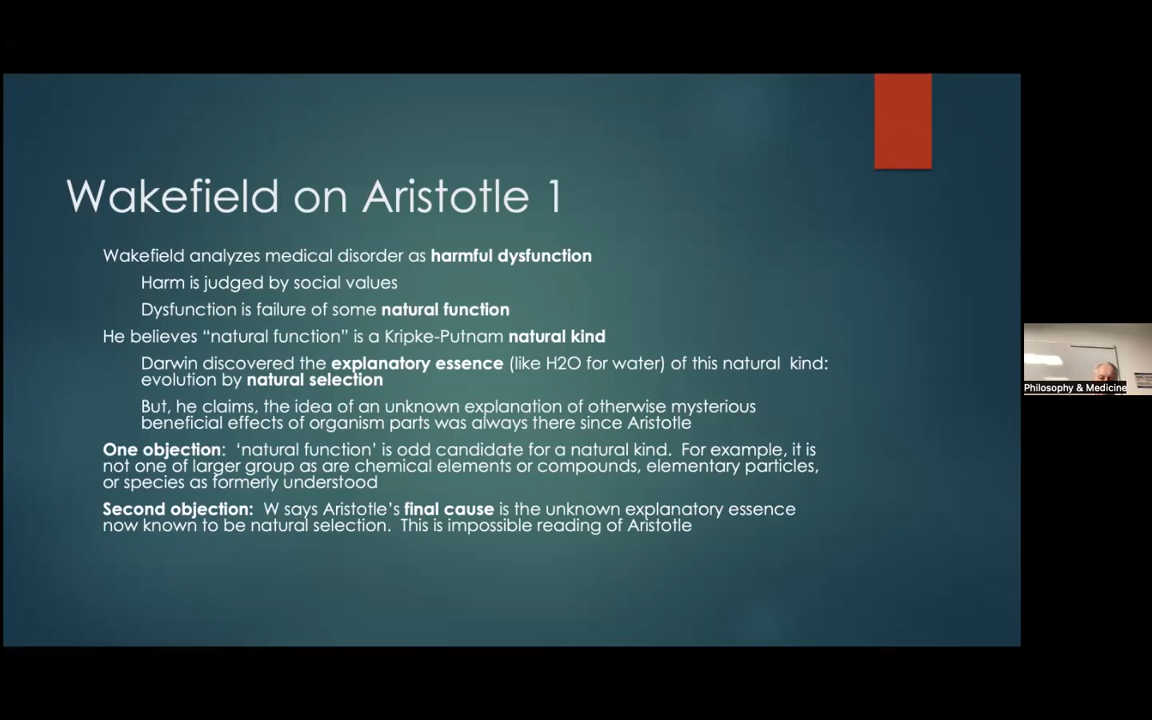 Wakefield on Aristotle 1
Wakefield analyzes medical disorder as harmful dysfunction
Harm is judged by social values
Dysfunction is failure of some natural function
He believes “natural function” is a Kripke-Putnam natural kind
Darwin discovered the explanatory essence (like H2O for water) of this natural kind:
evolution by natural selection
But, he claims, the idea of an unknown explanation of otherwise mysterious
beneficial effects of organism parts was always there since Aristotle
One objection: ‘natural function’ is odd candidate for a natural kind. For example, it is
not one of larger group as are chemical elements or compounds, elementary particles,
or species as formerly understood
Second objection: W says Aristotle’s final cause is the unknown explanatory essence
now known to be natural selection. This is impossible reading of Aristotle
Philosophy & Medicine